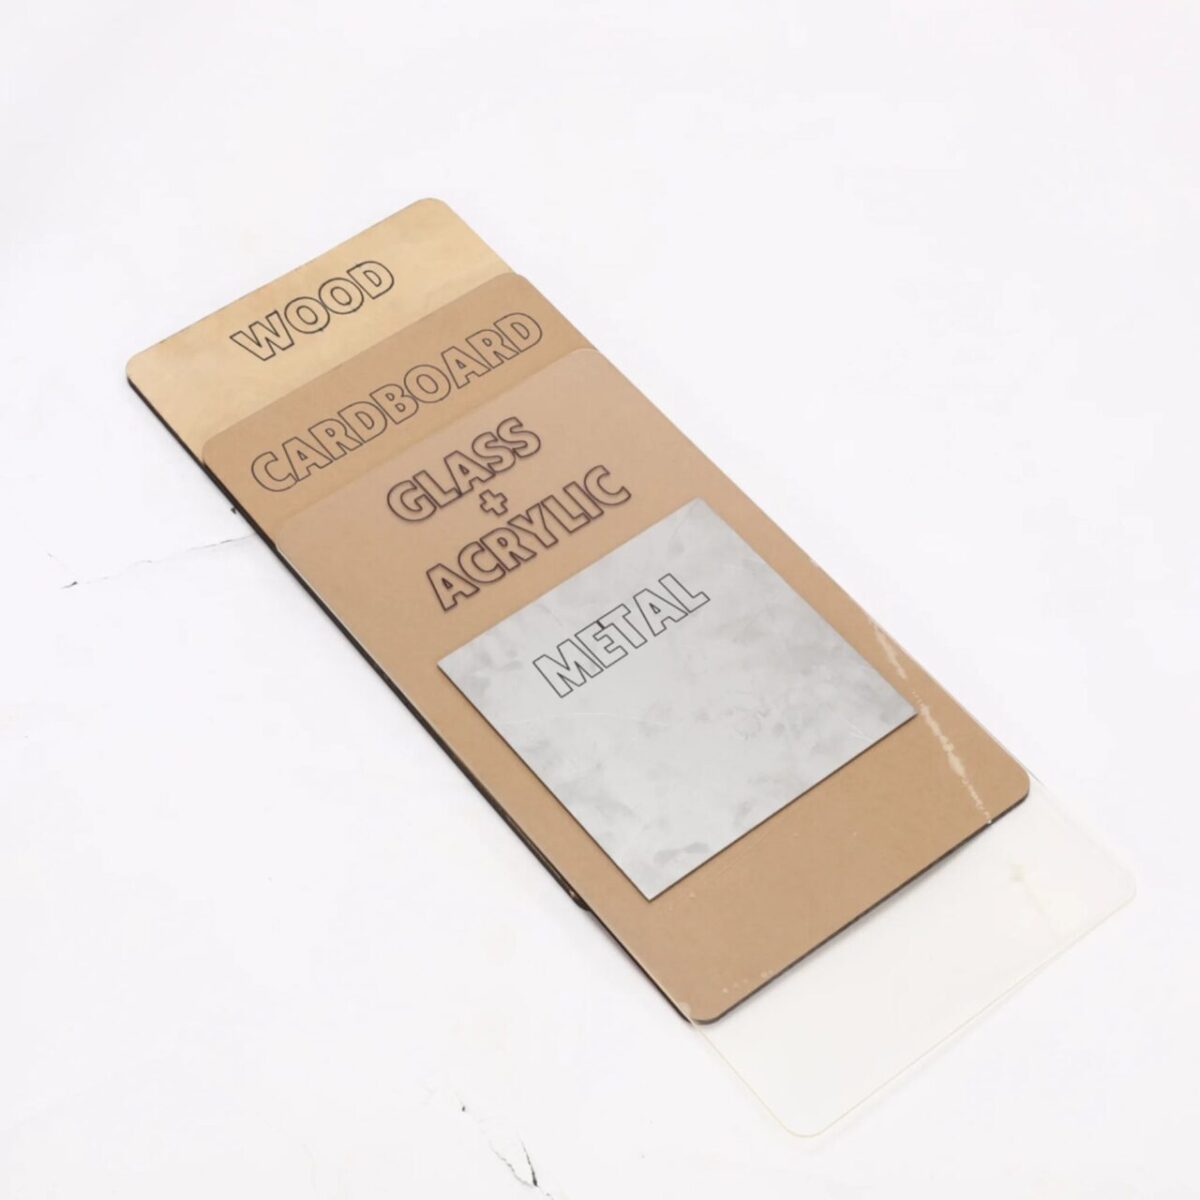 WOOD
CARDBOARD
GLASS
+
ACRYLIC
METAL